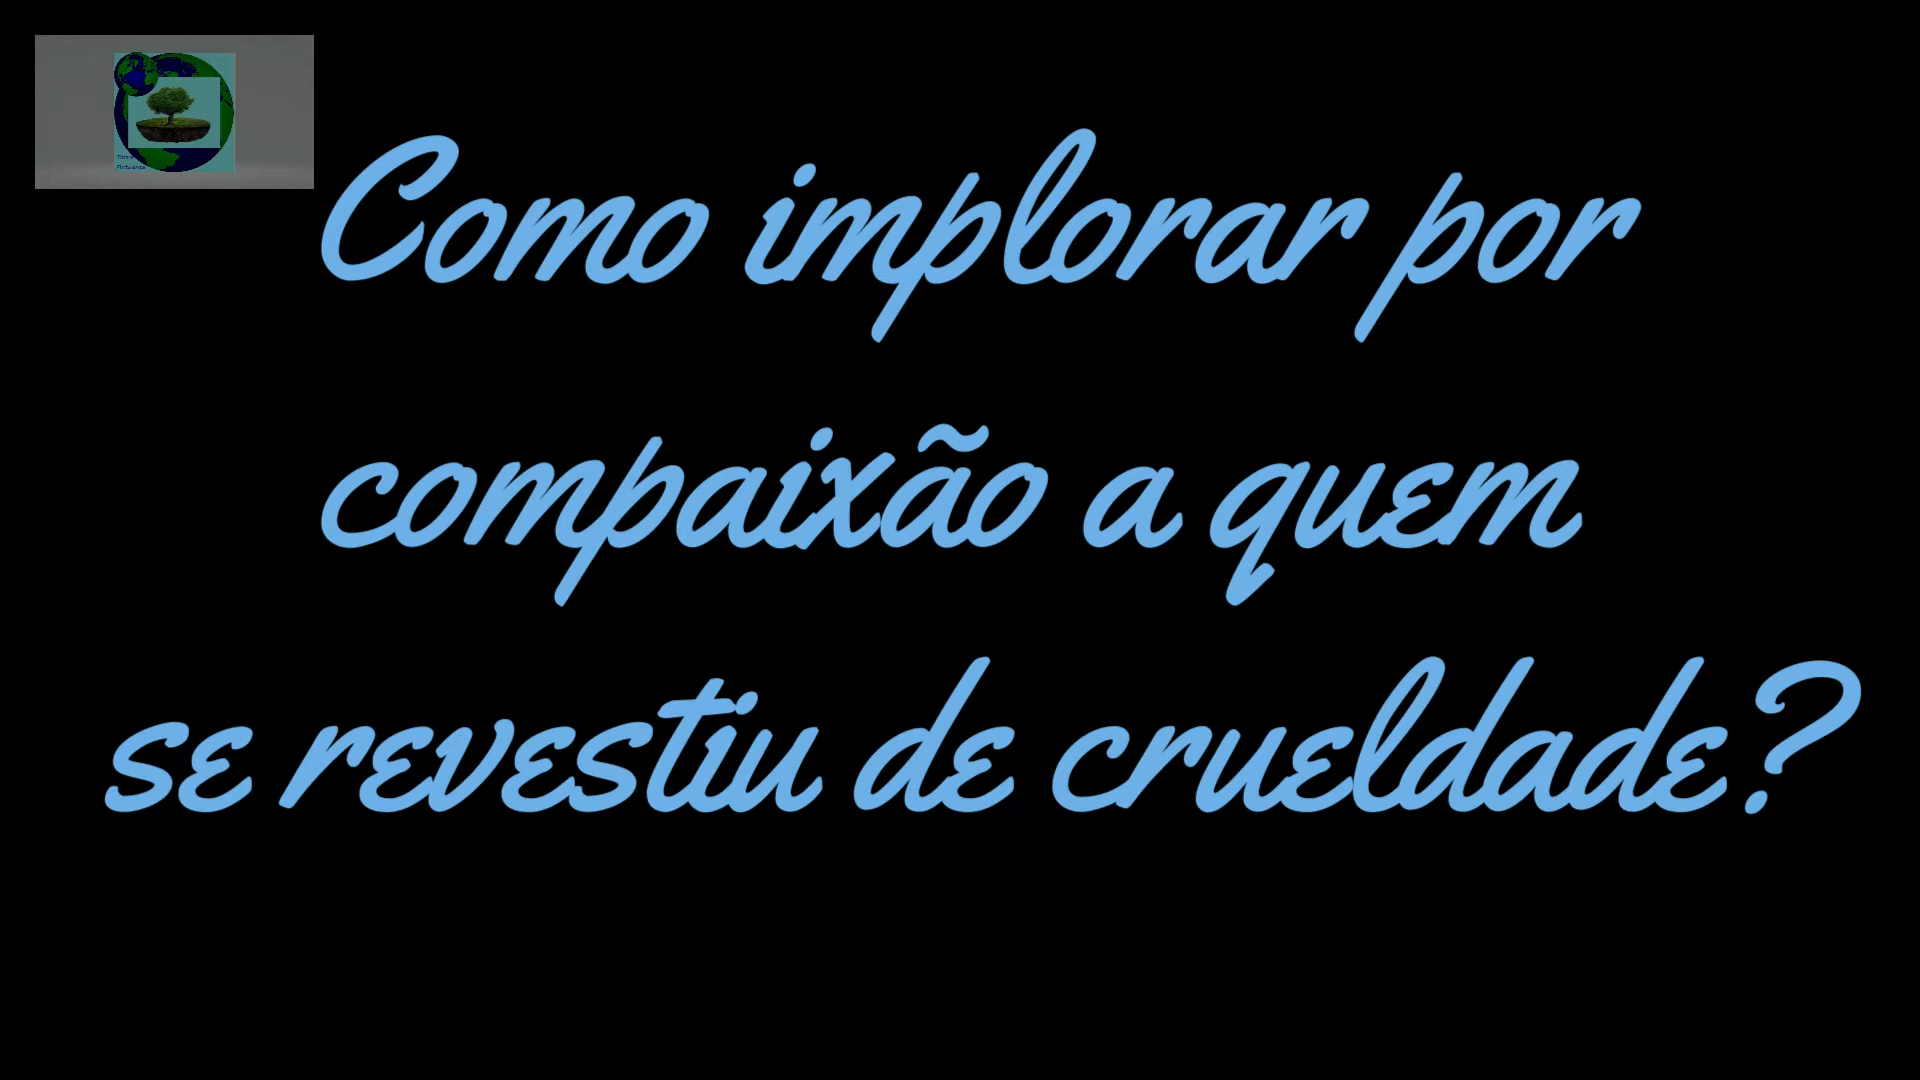 Como implorar por
compaixão a quem
se revestiu de crueldade?